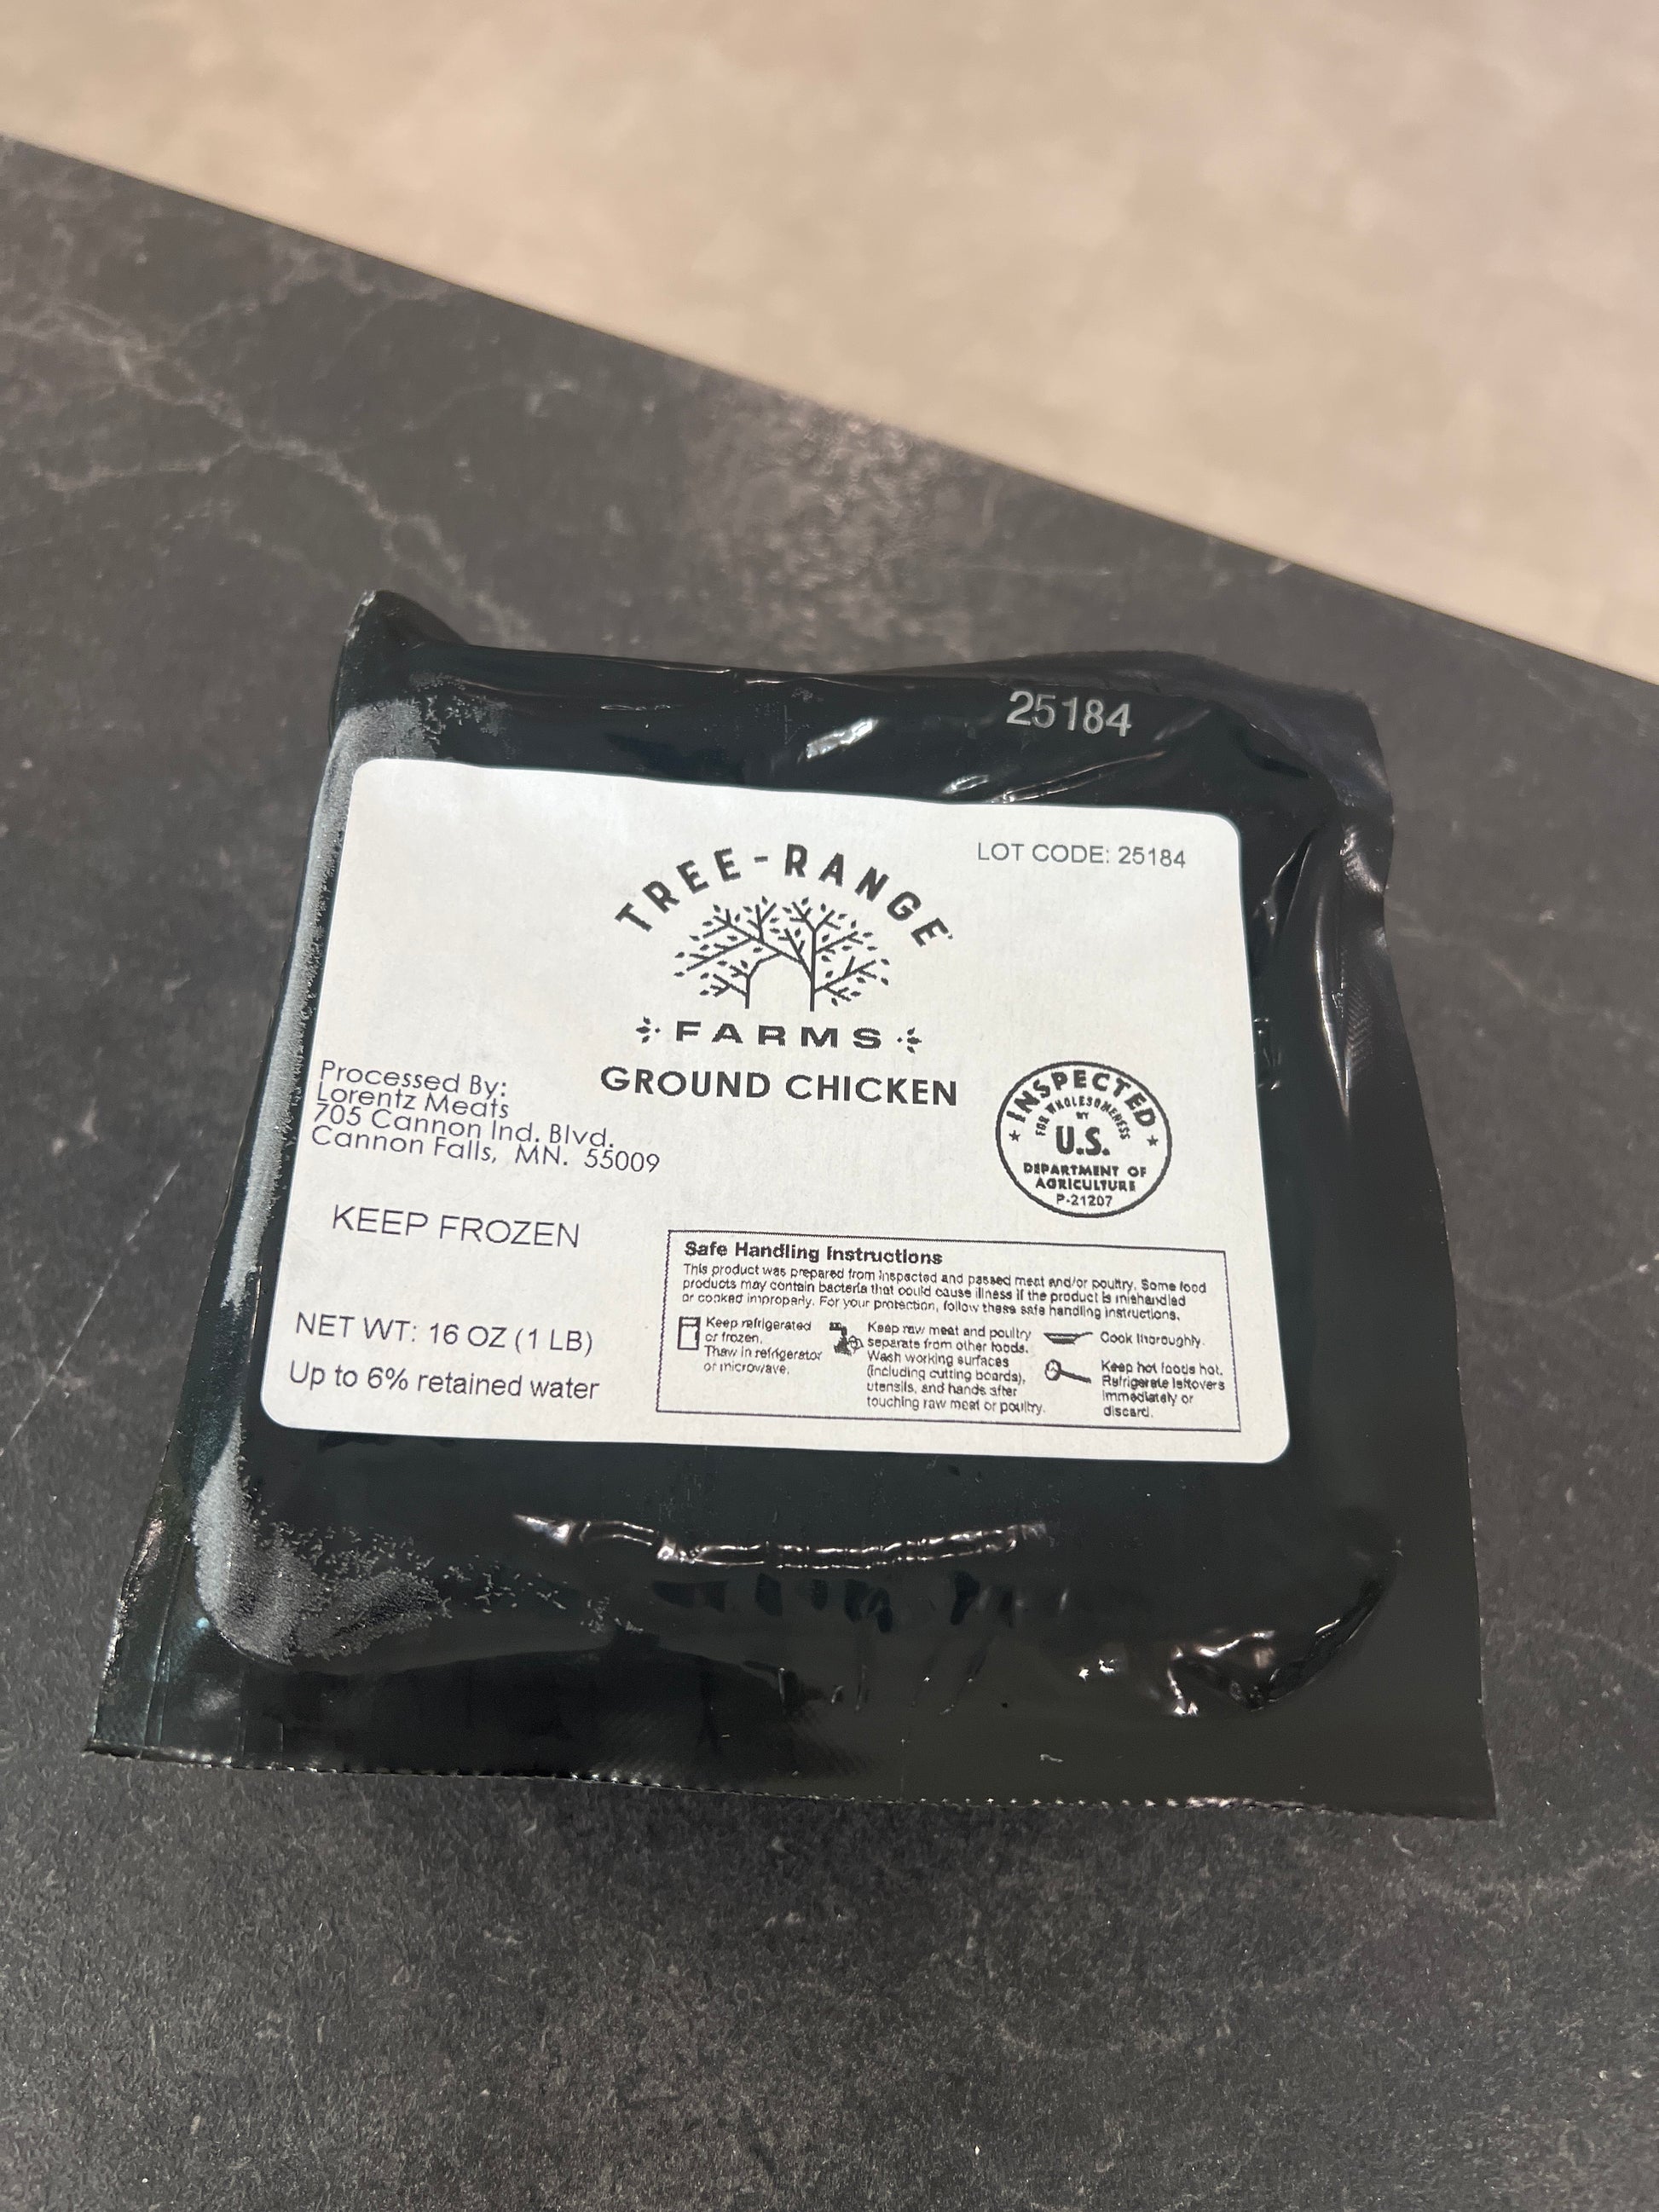 25184
LOT CODE: 25184
TREE-RANGE
FARMS
GROUND CHICKEN
Processed By:
Lorentz Meats
705 Cannon Ind. Blvd.
Cannon Falls, MN. 55009
INSPECTED
FOR WHOLESOMENESS
BY
U.S.
DEPARTMENT OF
AGRICULTURE
P-21207
KEEP FROZEN
NET WT: 16 OZ (1 LB)
Up to 6% retained water
Safe Handling Instructions
This product was prepared from inspected and passed meat and/or poultry. Some food
products may contain bacteria that could cause illness if the product is mishandled
or cooked improperly. For your protection, follow these safe handling instructions.
Keep refrigerated
or frozen.
Thaw in refrigerator
or microwave.
Keep raw meat and poultry
separate from other foods.
Wash working surfaces
(including cutting boards),
utensils, and hands after
touching raw meat or poultry.
Cook thoroughly.
Keep hot foods hot.
Refrigerate leftovers
immediately or
discard.